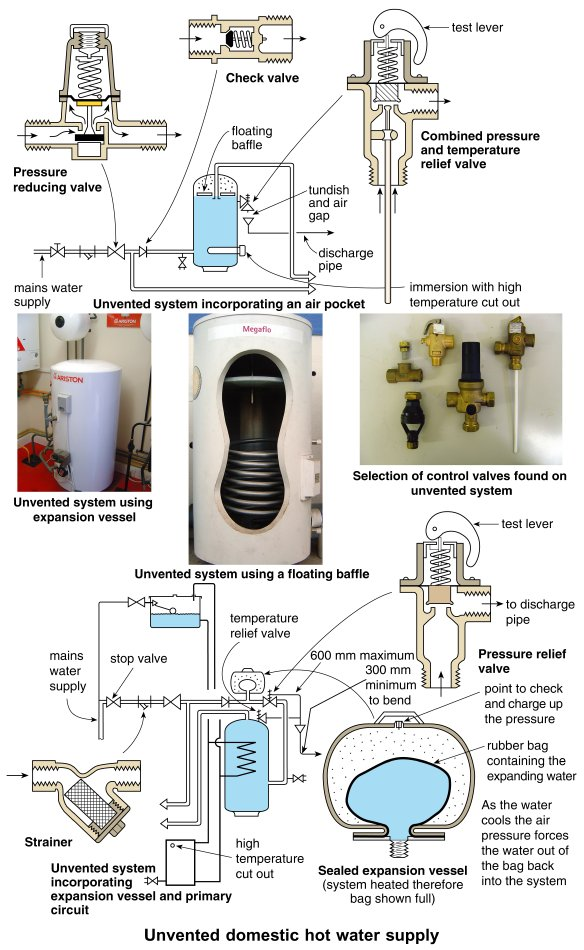 test lever
Check valve
Combined pressure
and temperature
relief valve
Pressure
reducing valve
floating
baffle
tundish
and air
gap
discharge
pipe
mains water
supply
immersion with high
temperature cut out
Unvented system incorporating an air pocket
ARISTON
ARISTON
Megaflo
Unvented system using
expansion vessel
Selection of control valves found on
unvented system
Unvented system using a floating baffle
test lever
to discharge
pipe
Pressure relief
valve
temperature
relief valve
600 mm maximum
300 mm
minimum
to bend
mains
water
supply
stop valve
point to check
and charge up
the pressure
rubber bag
containing the
expanding water
As the water
cools the air
pressure forces
the water out of
the bag back
into the system
Strainer
high
temperature
cut out
Unvented system
incorporating
expansion vessel and primary
circuit
Sealed expansion vessel
(system heated therefore
bag shown full)
Unvented domestic hot water supply